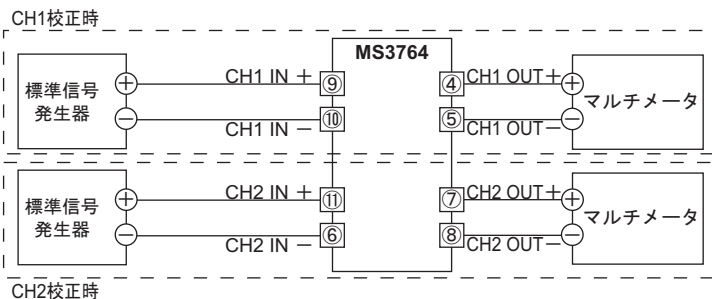 CH1校正時
MS3764
標準信号
発生器
+
CH1 IN +
⑨
④
CH1 OUT+
+
マルチメータ
−
CH1 IN −
⑩
⑤
CH1 OUT−
−
標準信号
発生器
+
CH2 IN +
⑪
⑦
CH2 OUT+
+
マルチメータ
−
CH2 IN −
⑥
⑧
CH2 OUT−
−
CH2校正時